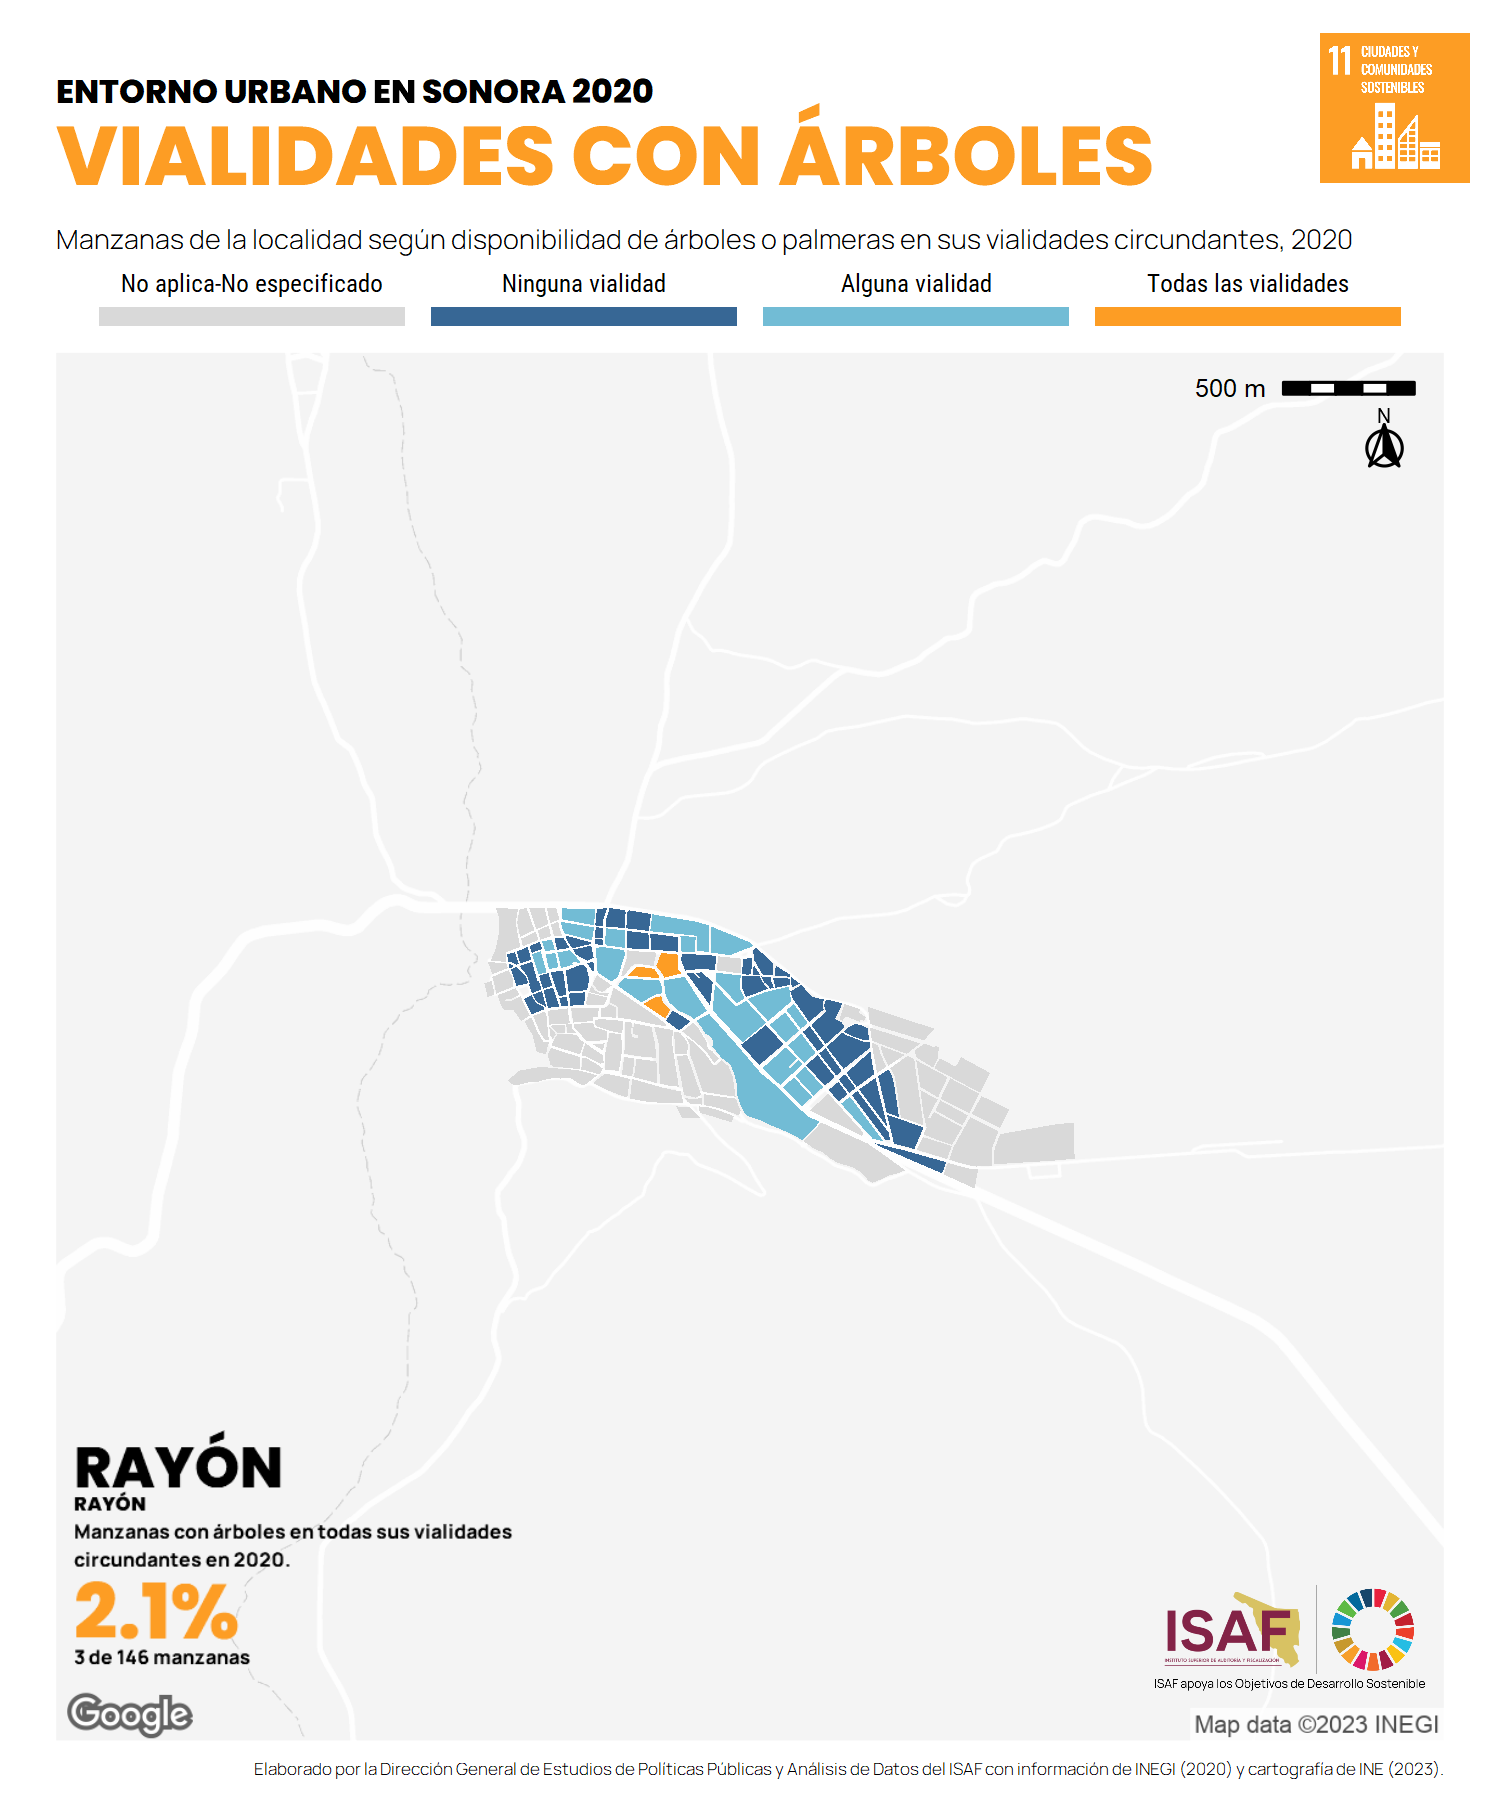 ENTORNO URBANO EN SONORA 2020
VIALIDADES CON ÁRBOLES
11 CIUDADES Y
COMUNIDADES
SOSTENIBLES
Manzanas de la localidad según disponibilidad de árboles o palmeras en sus vialidades circundantes, 2020
No aplica-No especificado
Ninguna vialidad
Alguna vialidad
Todas las vialidades
500 m
N
RAYÓN
RAYÓN
Manzanas con árboles en todas sus vialidades
circundantes en 2020.
2.1%
3 de 146 manzanas
Google
ISAF
INSTITUTO SUPERIOR DE AUDITORÍA Y FISCALIZACIÓN
ISAF apoya los Objetivos de Desarrollo Sostenible
Map data ©2023 INEGI
Elaborado por la Dirección General de Estudios de Políticas Públicas y Análisis de Datos del ISAF con información de INEGI (2020) y cartografía de INE (2023).